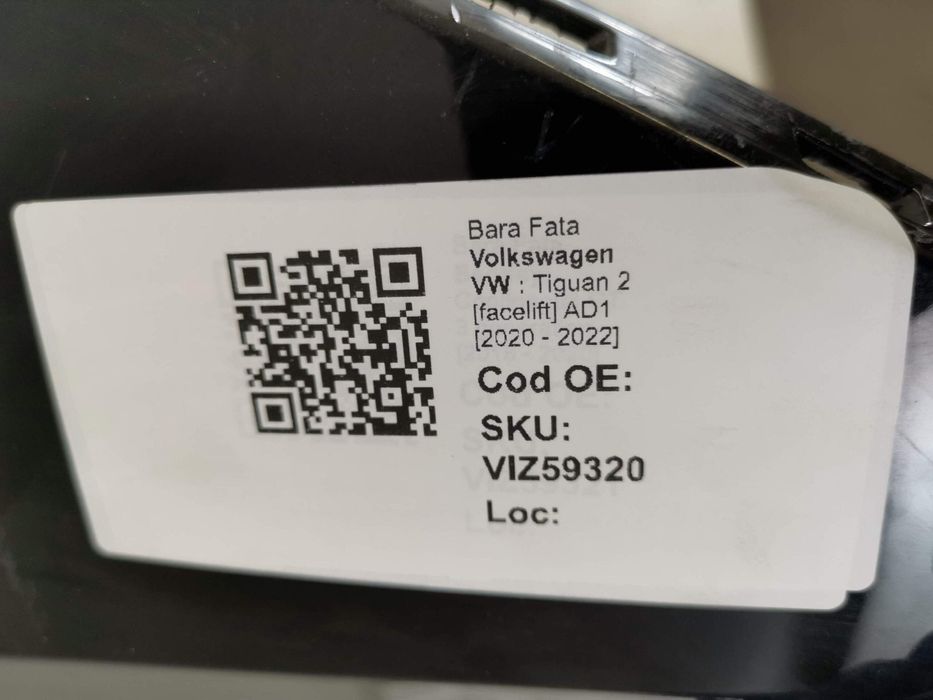 Bara Fata
Volkswagen
VW : Tiguan 2
[facelift] AD1
[2020 - 2022]
Cod OE:
SKU:
VIZ59320
Loc: